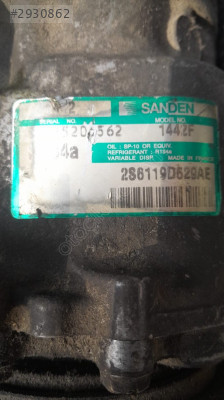 #2930862
SANDEN
SERIAL NO. MODEL NO.
1442F
OIL : SP-10 OR EQUIV.
REFRIGERANT : R134a
VARIABLE DISP. MADE IN FRANCE
2S6119D629AE